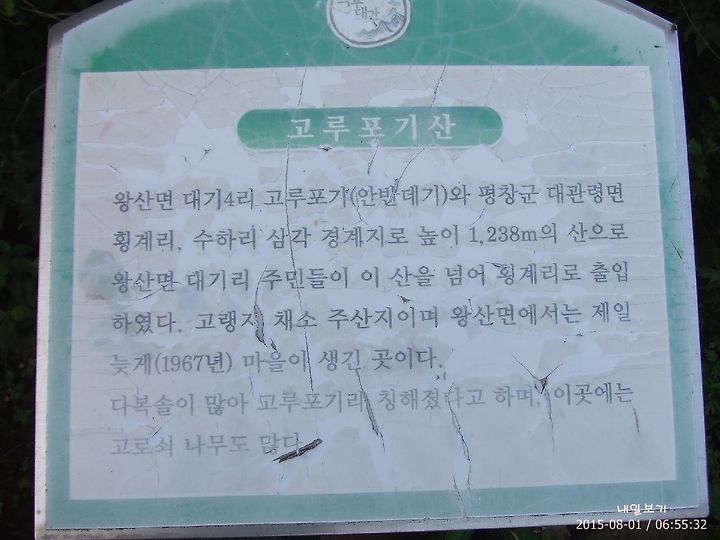 대간
고루포기산
왕산면 대기4리 고루포기(안반데기)와 평창군 대관령면
횡계리, 수하리 삼각 경계지로 높이 1,238m의 산으로
왕산면 대기리 주민들이 이 산을 넘어 횡계리로 출입
하였다. 고랭지 채소 주산지이며 왕산면에서는 제일
늦게(1967년) 마을이 생긴 곳이다.
다복솔이 많아 고루포기라 칭해졌다고 하며, 이곳에는
고로쇠 나무도 많다.
내일보기
2015-08-01 / 06:55:32